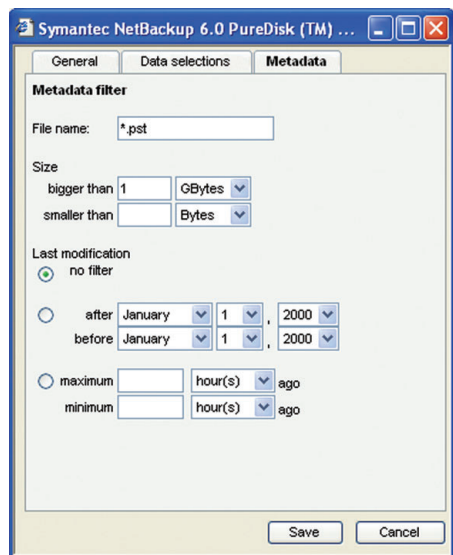 Symantec NetBackup 6.0 PureDisk (TM) ...
General Data selections Metadata
Metadata filter
File name: *.pst
Size
bigger than 1 GBytes
smaller than Bytes
Last modification
no filter
after January 1 , 2000
before January 1 , 2000
maximum hour(s) ago
minimum hour(s) ago
Save Cancel